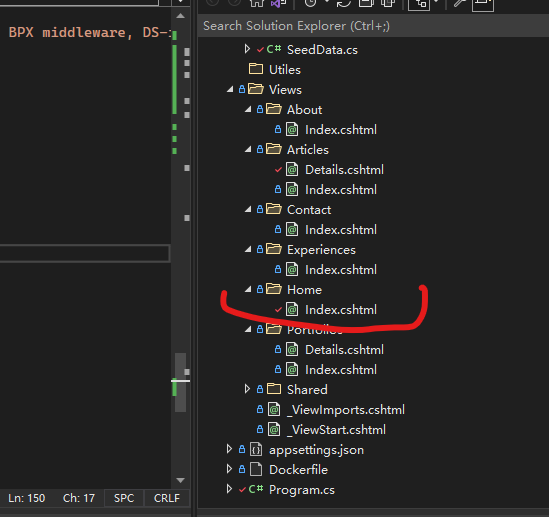 BPX middleware, DS-
Search Solution Explorer (Ctrl+;)
C# SeedData.cs
Utiles
Views
About
Index.cshtml
Articles
Details.cshtml
Index.cshtml
Contact
Index.cshtml
Experiences
Index.cshtml
Home
Index.cshtml
Details.cshtml
Index.cshtml
Shared
_ViewImports.cshtml
_ViewStart.cshtml
appsettings.json
Dockerfile
C# Program.cs
Ln: 150 Ch: 17 SPC CRLF